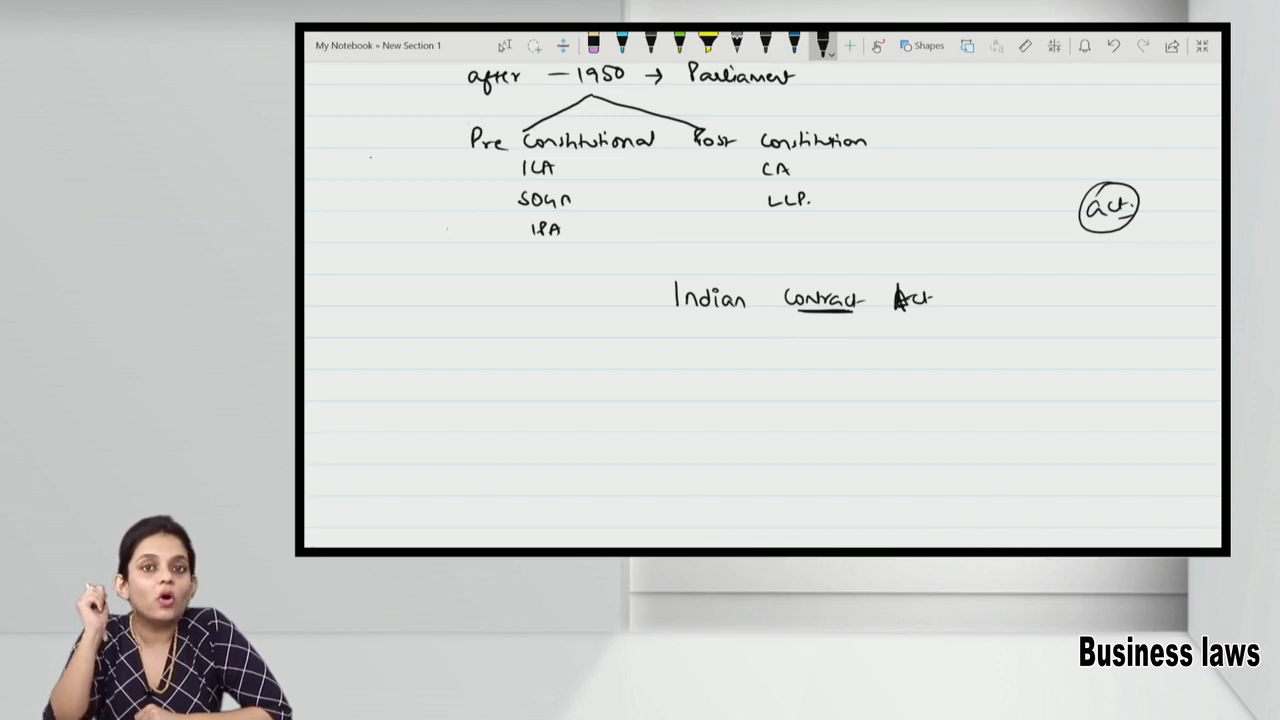 My Notebook » New Section 1
Shapes
after – 1950 → Parliament
Pre Constitutional Post Constitution
ICA CA
SOGA LLP.
IPA
act.
Indian Contract Act
Business laws